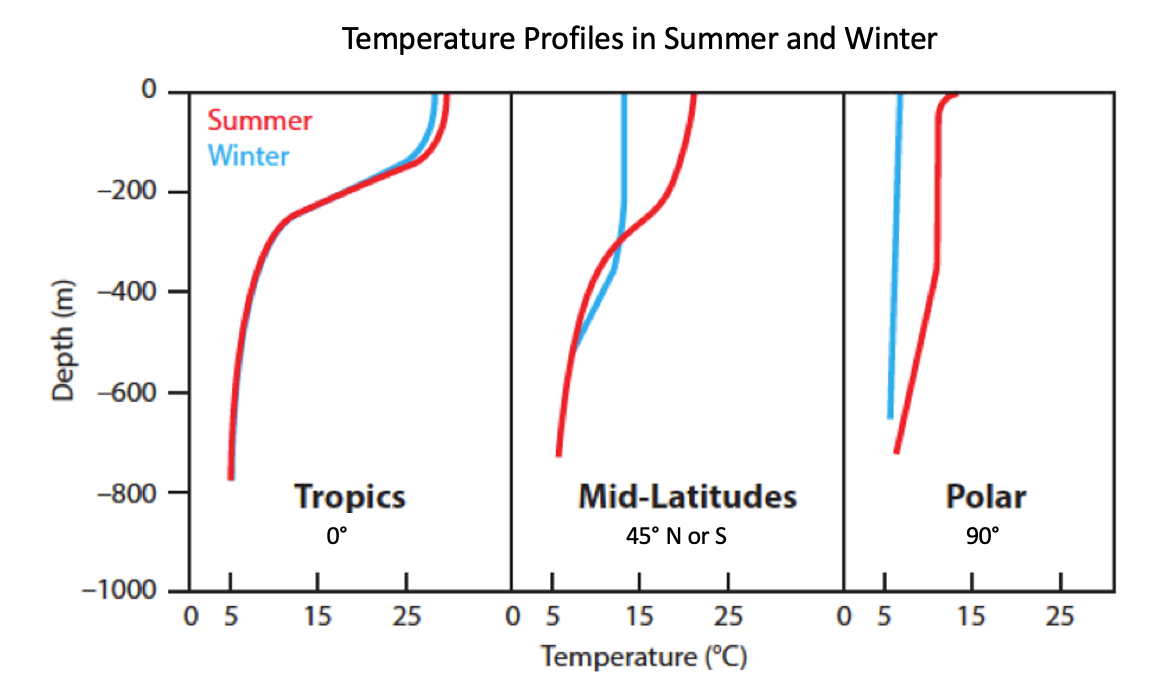 Temperature Profiles in Summer and Winter
Summer
Winter
0
–200
–400
–600
–800
–1000
Depth (m)
Tropics
0°
Mid-Latitudes
45° N or S
Polar
90°
0 5 15 25 0 5 15 25 0 5 15 25
Temperature (°C)